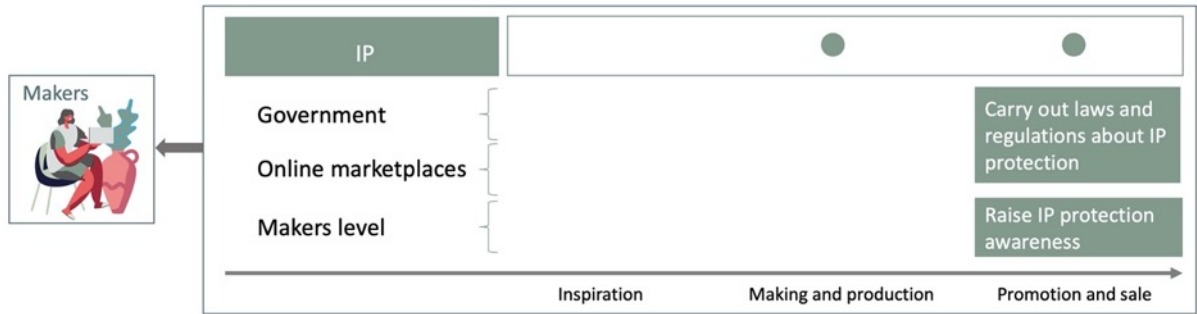 IP
Makers
Government
Carry out laws and
regulations about IP
protection
Online marketplaces
Makers level
Raise IP protection
awareness
Inspiration
Making and production
Promotion and sale